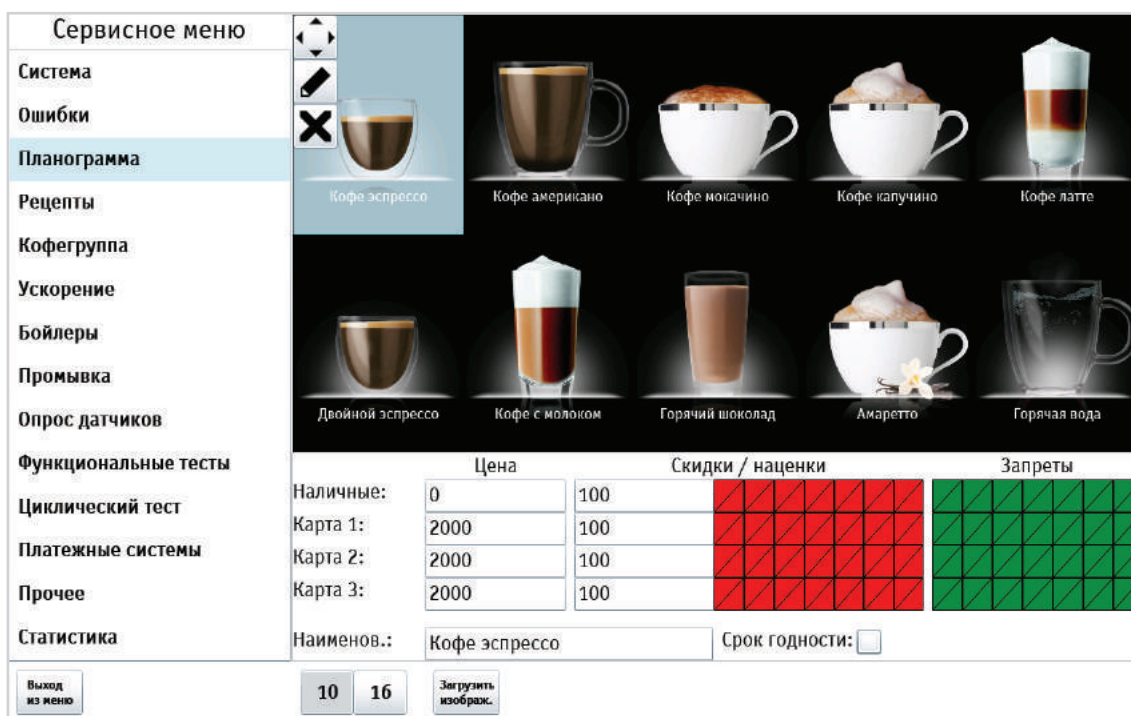 Сервисное меню
Система
Ошибки
Планограмма
Рецепты
Кофегруппа
Ускорение
Бойлеры
Промывка
Опрос датчиков
Функциональные тесты
Циклический тест
Платежные системы
Прочее
Статистика
Выход
из меню
Кофе эспрессо
Кофе американо
Кофе мокачино
Кофе капучино
Кофе латте
Двойной эспрессо
Кофе с молоком
Горячий шоколад
Амаретто
Горячая вода
Цена
Скидки / наценки
Запреты
Наличные: 0 100
Карта 1: 2000 100
Карта 2: 2000 100
Карта 3: 2000 100
Наименов.: Кофе эспрессо Срок годности:
10 16
Загрузить
изображ.